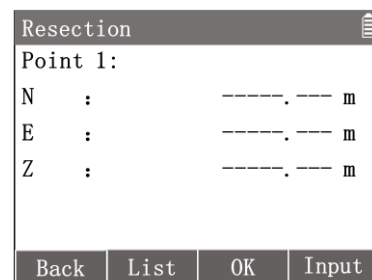 Resection
Point 1:
N : -----.--- m
E : -----.--- m
Z : -----.--- m
Back List OK Input